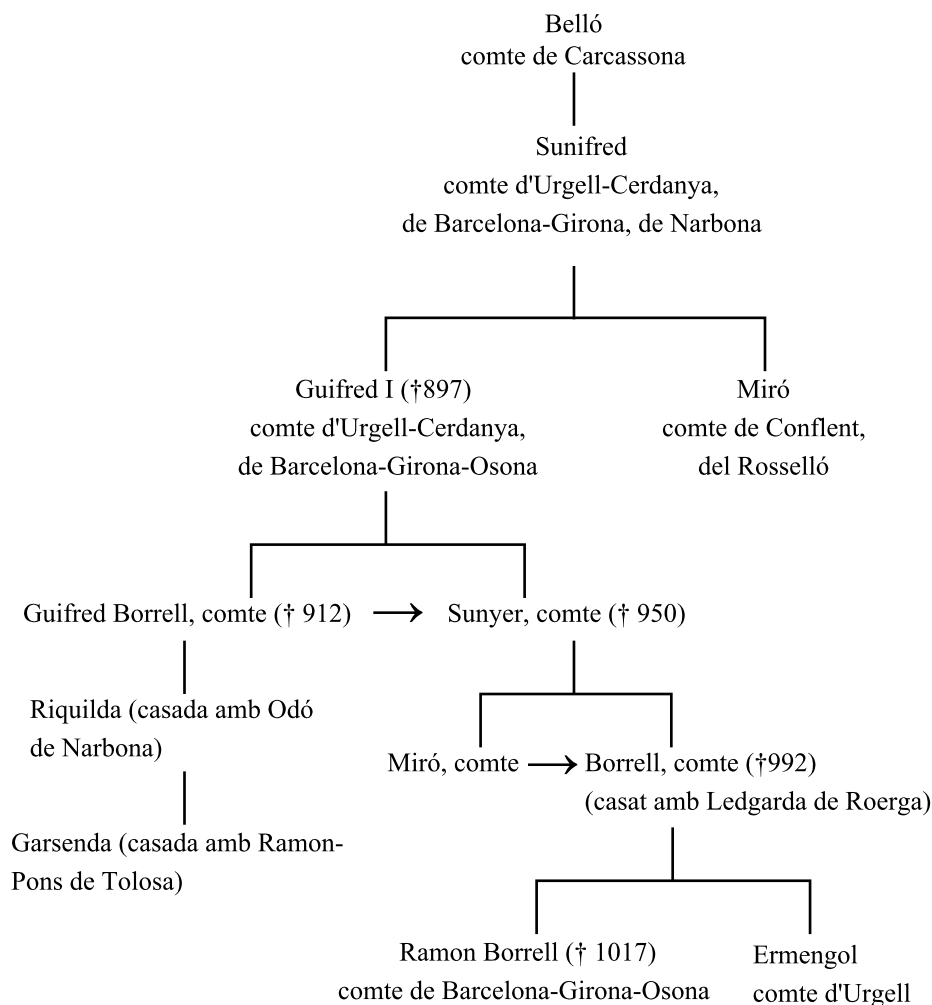 Belló
comte de Carcassona
Sunifred
comte d'Urgell-Cerdanya,
de Barcelona-Girona, de Narbona
Guifred I (†897)
comte d'Urgell-Cerdanya,
de Barcelona-Girona-Osona
Miró
comte de Conflent,
del Rosselló
Guifred Borrell, comte († 912)
Sunyer, comte († 950)
Riquilda (casada amb Odó
de Narbona)
Miró, comte
Borrell, comte (†992)
(casat amb Ledgarda de Roerga)
Garsenda (casada amb Ramon-
Pons de Tolosa)
Ramon Borrell († 1017)
comte de Barcelona-Girona-Osona
Ermengol
comte d'Urgell